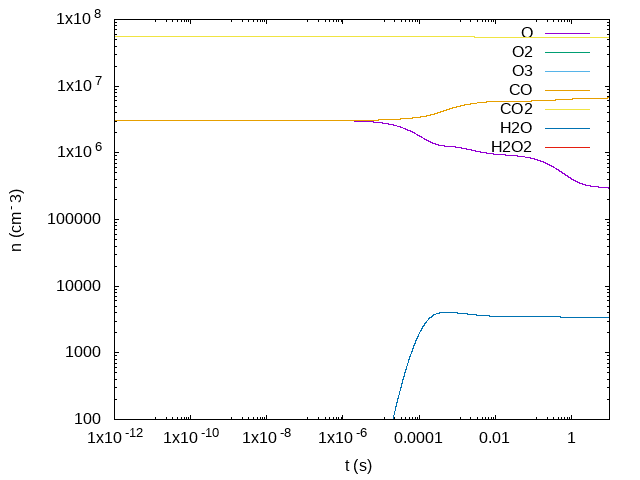 1x10^8
1x10^7
1x10^6
100000
10000
1000
100
1x10^-12
1x10^-10
1x10^-8
1x10^-6
0.0001
0.01
1
n (cm^-3)
t (s)
O
O2
O3
CO
CO2
H2O
H2O2